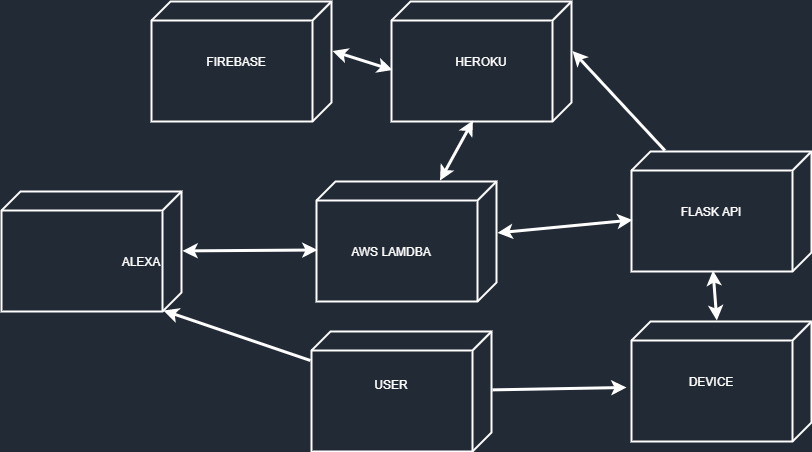 FIREBASE
HEROKU
FLASK API
AWS LAMDBA
ALEXA
USER
DEVICE